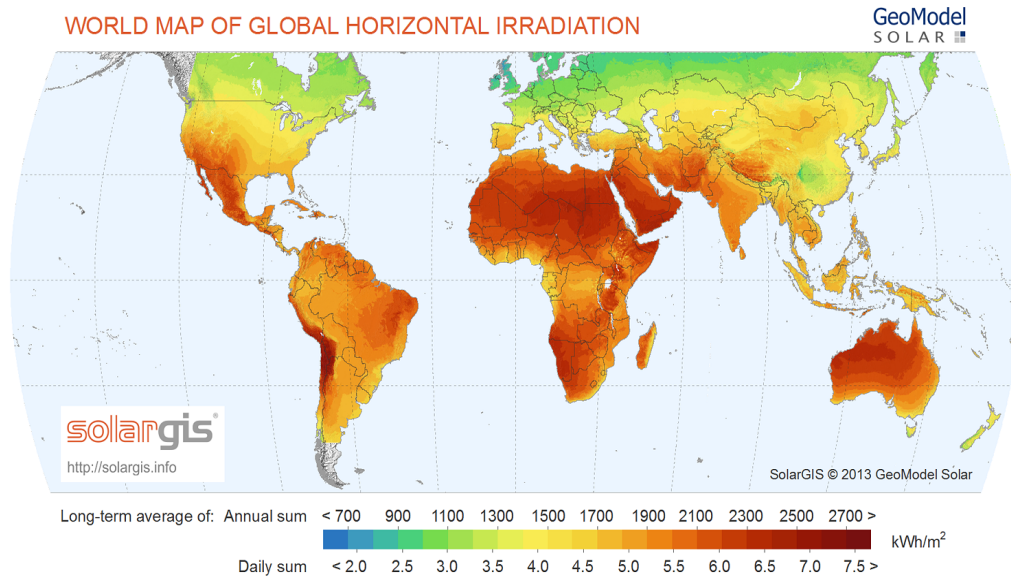 WORLD MAP OF GLOBAL HORIZONTAL IRRADIATION
GeoModel
SOLAR
solargis®
http://solargis.info
SolarGIS © 2013 GeoModel Solar
Long-term average of: Annual sum < 700 900 1100 1300 1500 1700 1900 2100 2300 2500 2700 >
kWh/m²
Daily sum < 2.0 2.5 3.0 3.5 4.0 4.5 5.0 5.5 6.0 6.5 7.0 7.5 >